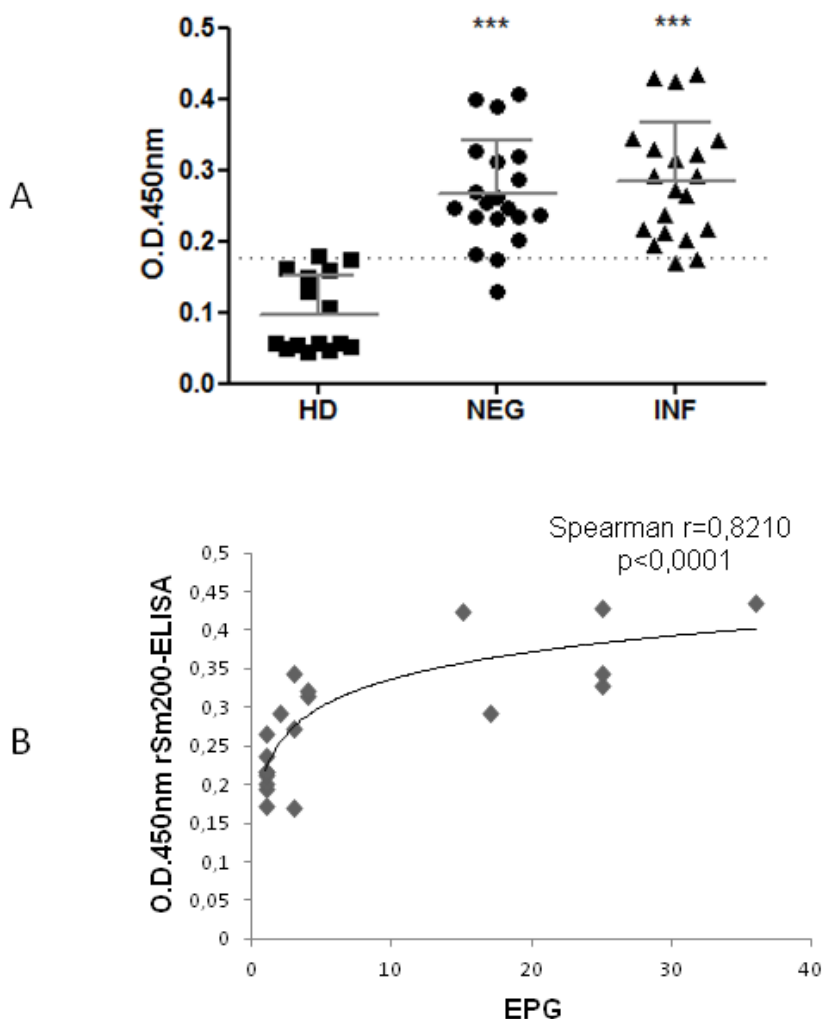 A
O.D.450nm
0.5
0.4
0.3
0.2
0.1
0.0
*** ***
HD NEG INF
B
Spearman r=0,8210
p<0,0001
O.D.450nm rSm200-ELISA
0,5
0,45
0,4
0,35
0,3
0,25
0,2
0,15
0,1
0,05
0
0 10 20 30 40
EPG